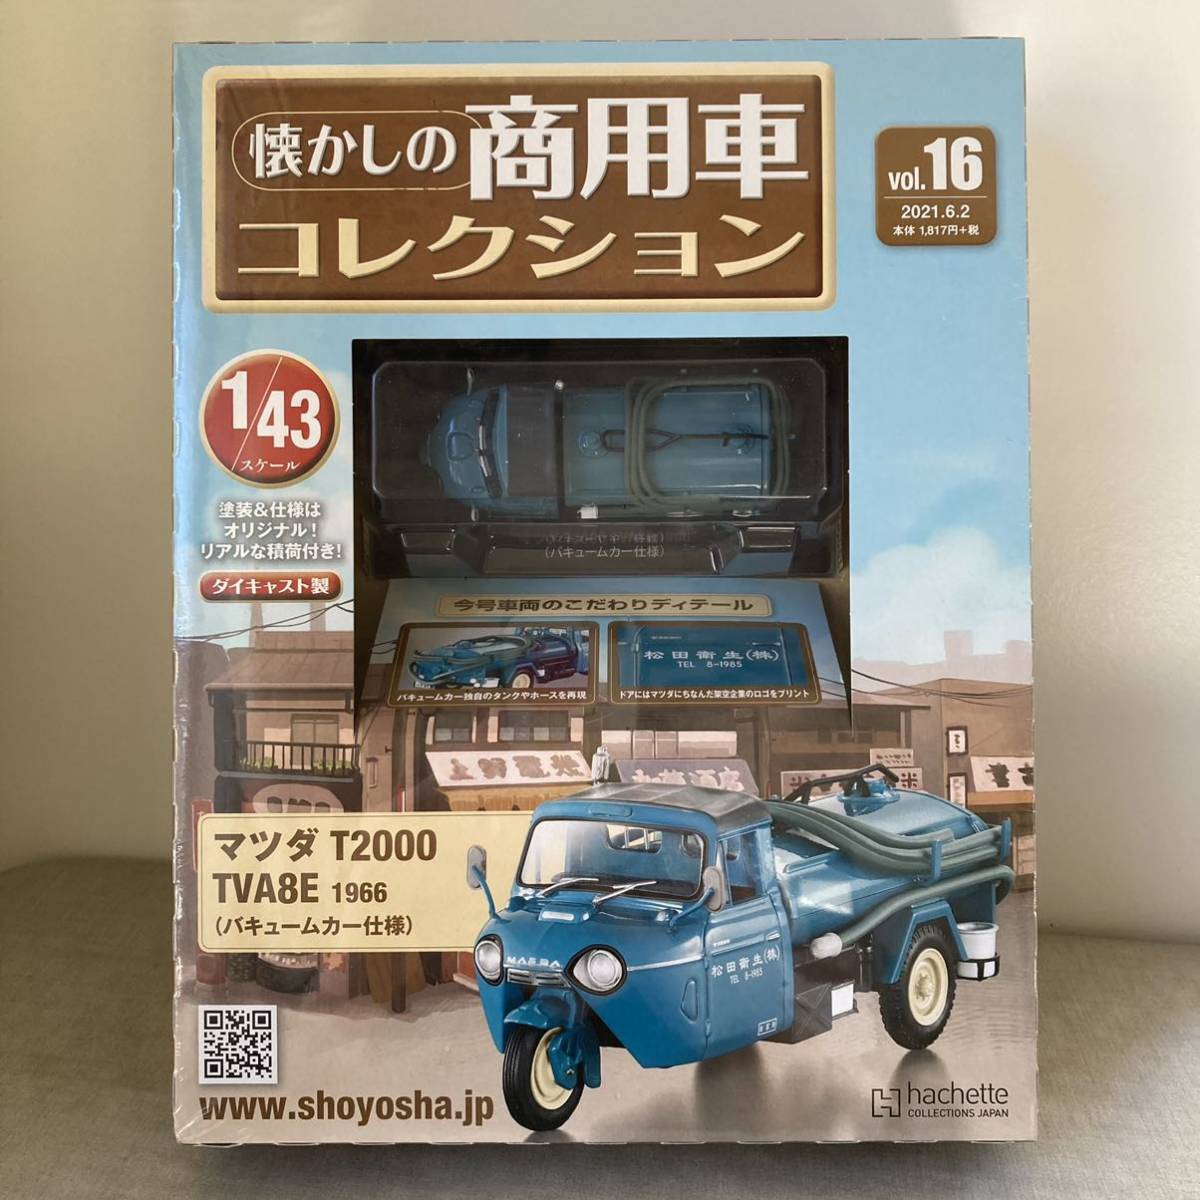 懐かしの商用車
コレクション
vol.16
2021.6.2
本体 1,817円+税
1/43
スケール
塗装&仕様は
オリジナル!
リアルな積荷付き!
ダイキャスト製
(バキュームカー仕様)
今号車両のこだわりディテール
松田衛生(株)
TEL 8-1985
バキュームカー独自のタンクやホースを再現
ドアにはマツダにちなんだ架空企業のロゴをプリント
マツダ T2000
TVA8E 1966
(バキュームカー仕様)
MAZDA
松田衛生(株)
TEL 8-1985
www.shoyosha.jp
hachette
COLLECTIONS JAPAN